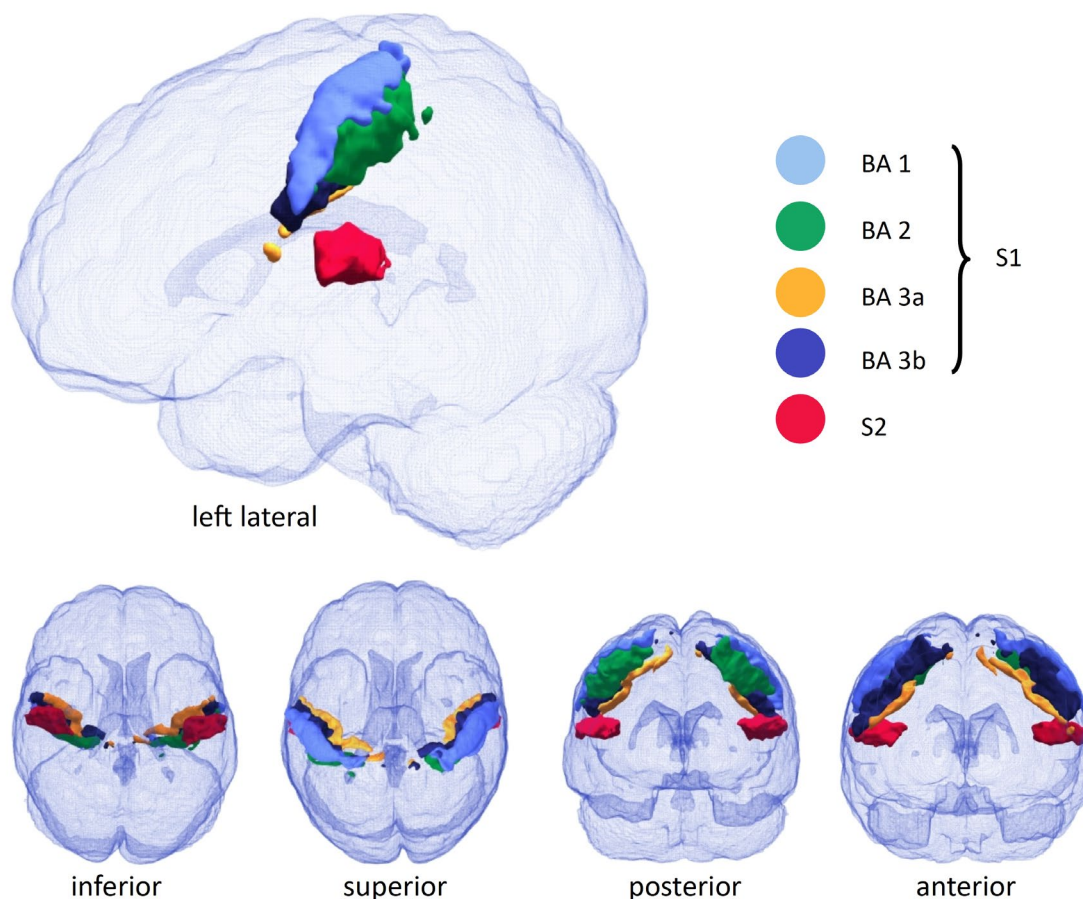 BA 1
BA 2
BA 3a
BA 3b
S1
S2
left lateral
inferior
superior
posterior
anterior